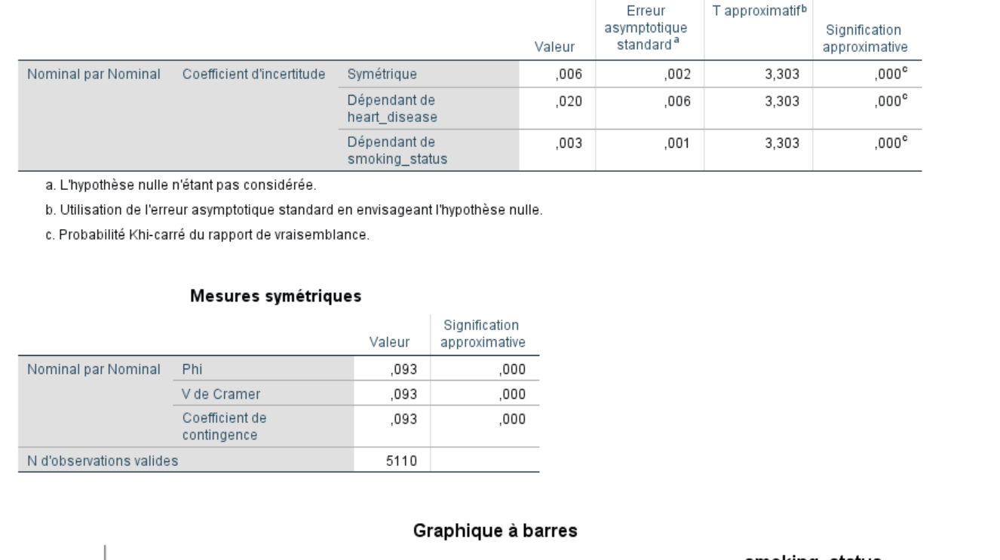 Valeur Erreur asymptotique standard a T approximatif b Signification approximative
Nominal par Nominal Coefficient d'incertitude Symétrique ,006 ,002 3,303 ,000c
Dépendant de heart_disease ,020 ,006 3,303 ,000c
Dépendant de smoking_status ,003 ,001 3,303 ,000c
a. L'hypothèse nulle n'étant pas considérée.
b. Utilisation de l'erreur asymptotique standard en envisageant l'hypothèse nulle.
c. Probabilité Khi-carré du rapport de vraisemblance.
Mesures symétriques
Valeur Signification approximative
Nominal par Nominal Phi ,093 ,000
V de Cramer ,093 ,000
Coefficient de contingence ,093 ,000
N d'observations valides 5110
Graphique à barres
smoking_status